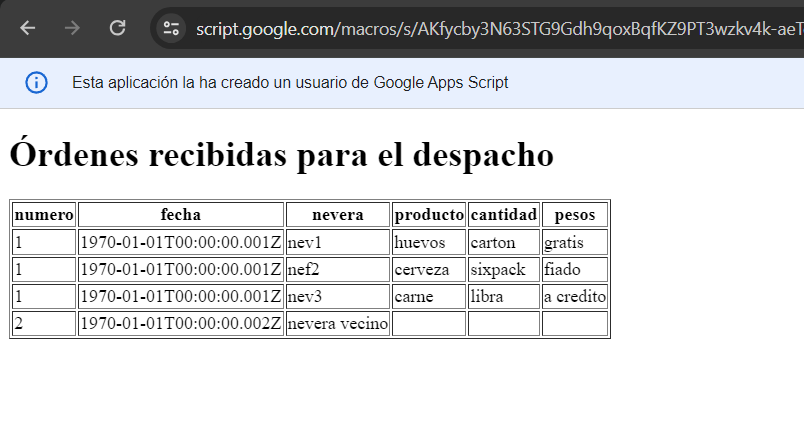 script.google.com/macros/s/AKfycby3N63STG9Gdh9qoxBqfKZ9PT3wzkv4k-aeT
Esta aplicación la ha creado un usuario de Google Apps Script
Órdenes recibidas para el despacho
numero fecha nevera producto cantidad pesos
1 1970-01-01T00:00:00.001Z nev1 huevos carton gratis
1 1970-01-01T00:00:00.001Z nef2 cerveza sixpack fiado
1 1970-01-01T00:00:00.001Z nev3 carne libra a credito
2 1970-01-01T00:00:00.002Z nevera vecino